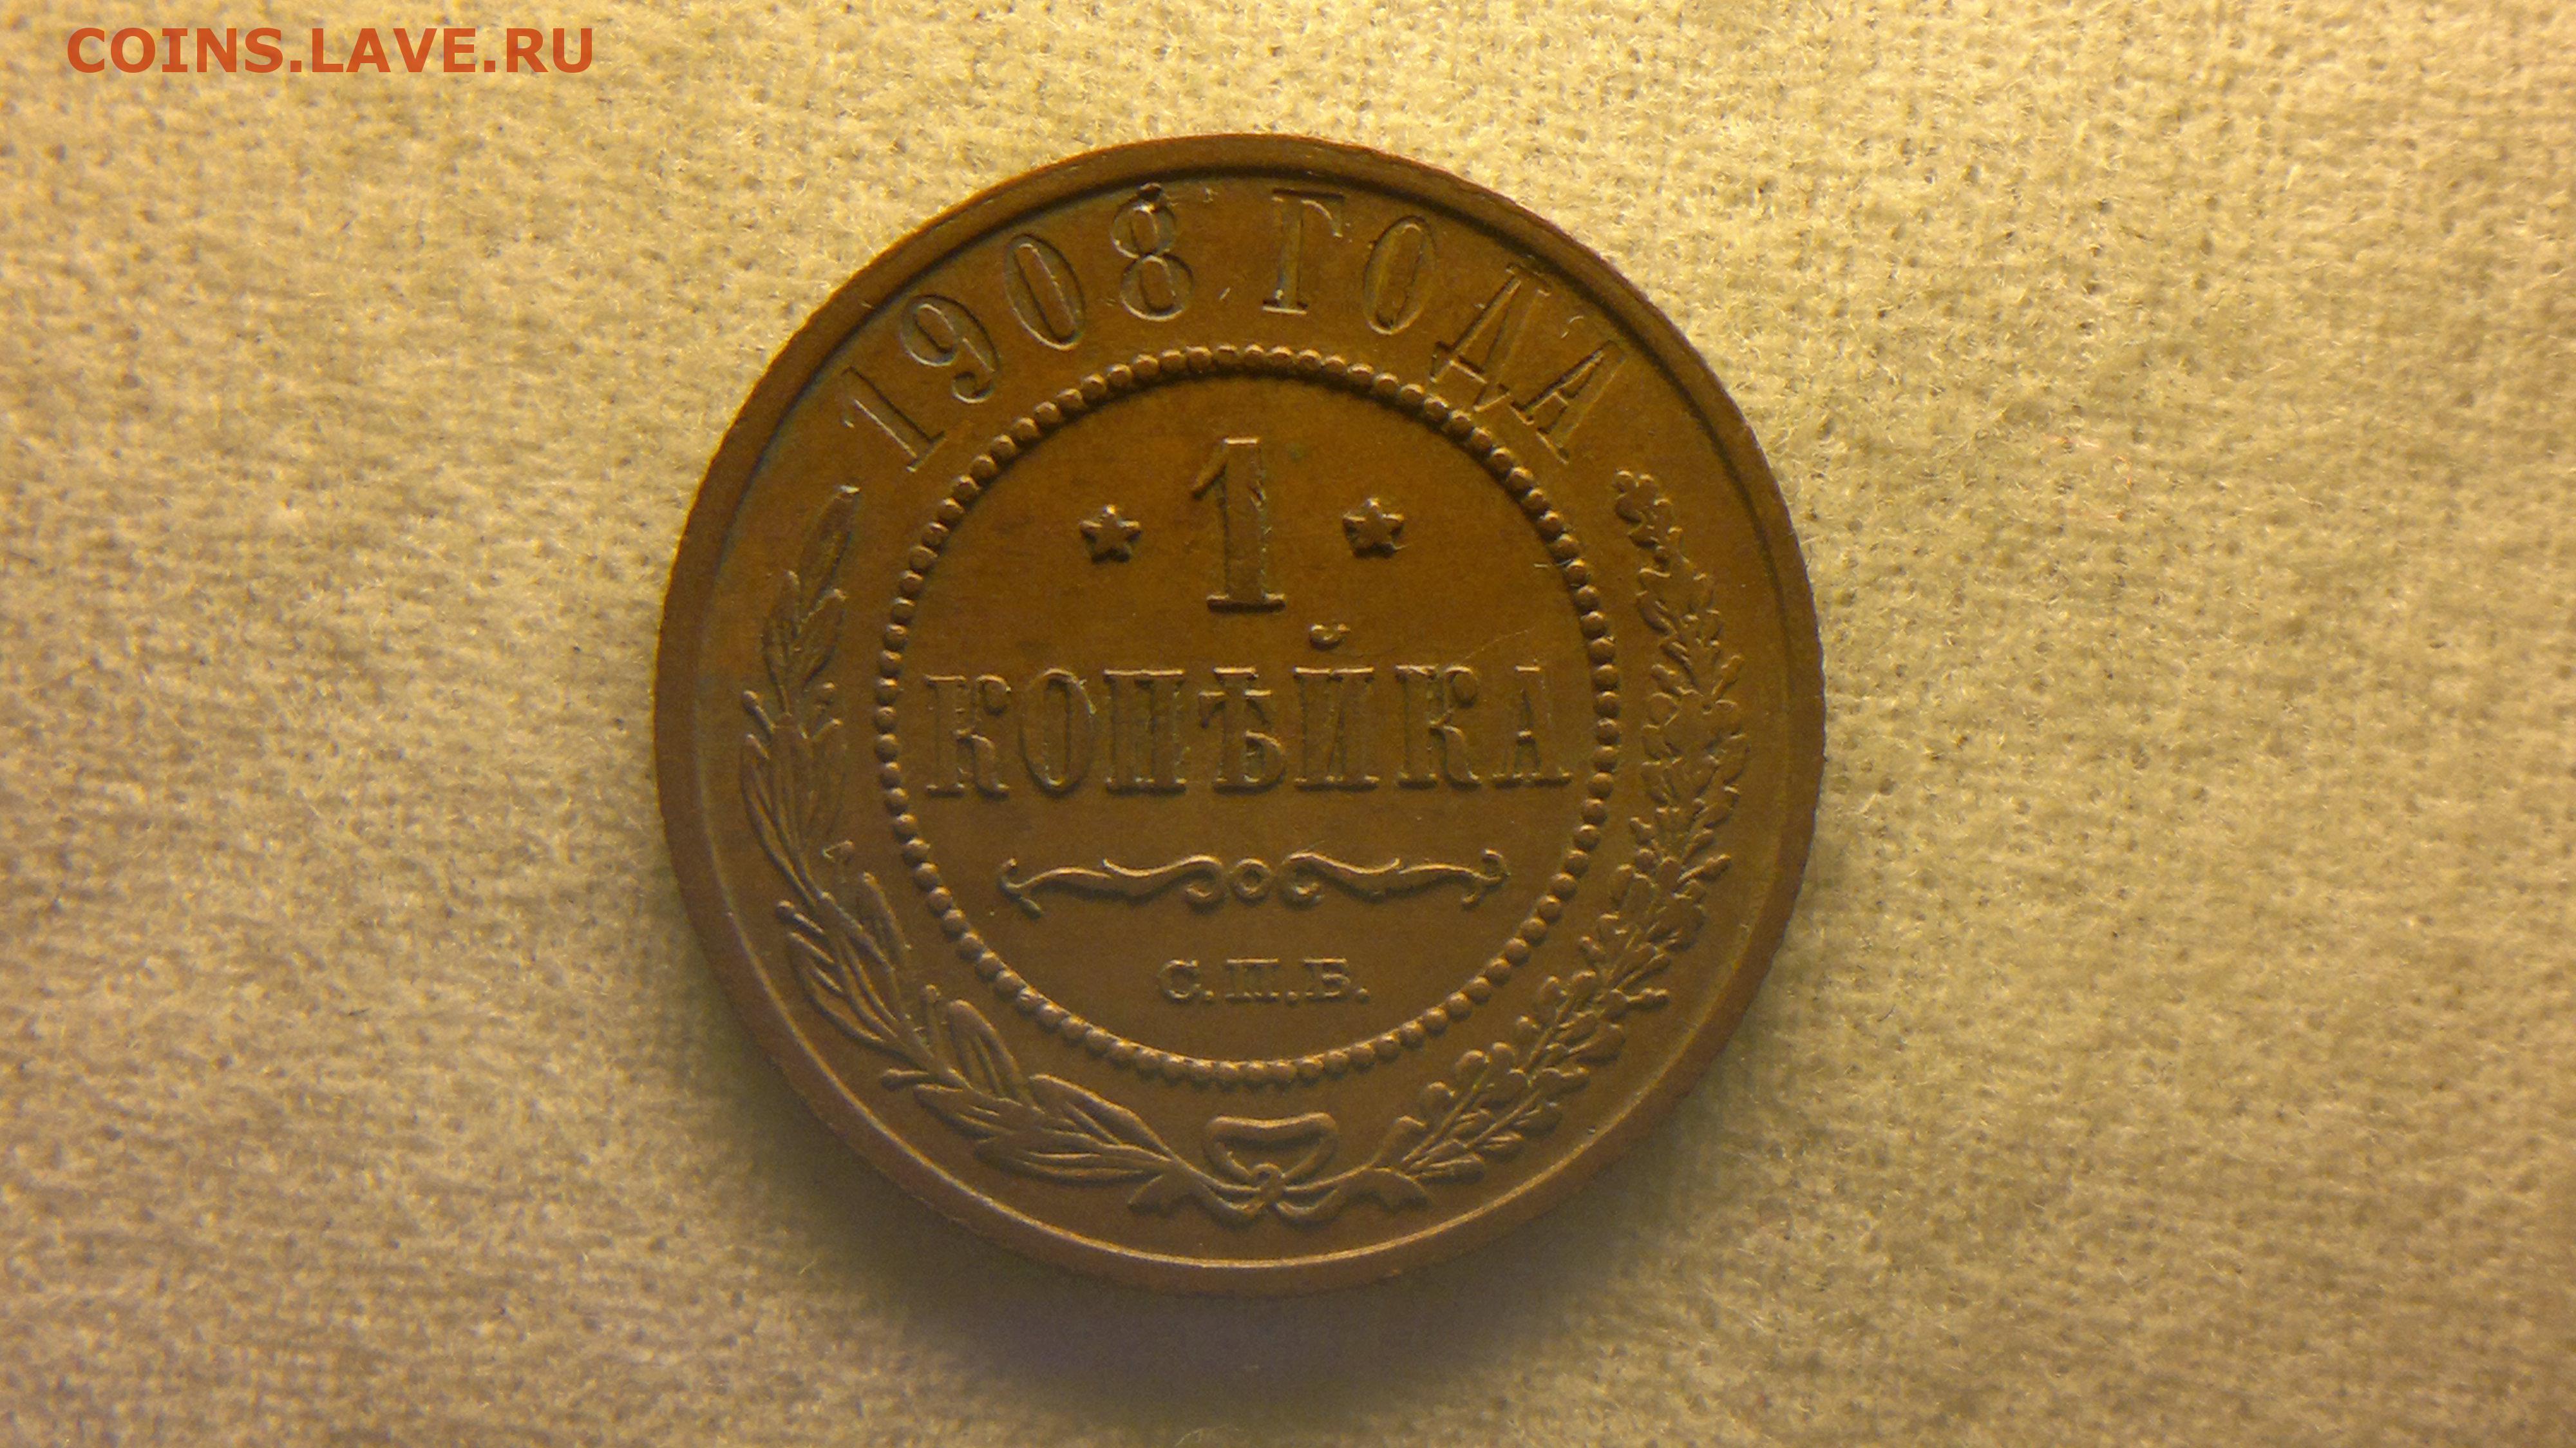 COINS.LAVE.RU
1908 ГОДА
1
КОПѢЙКА
С.П.Б.